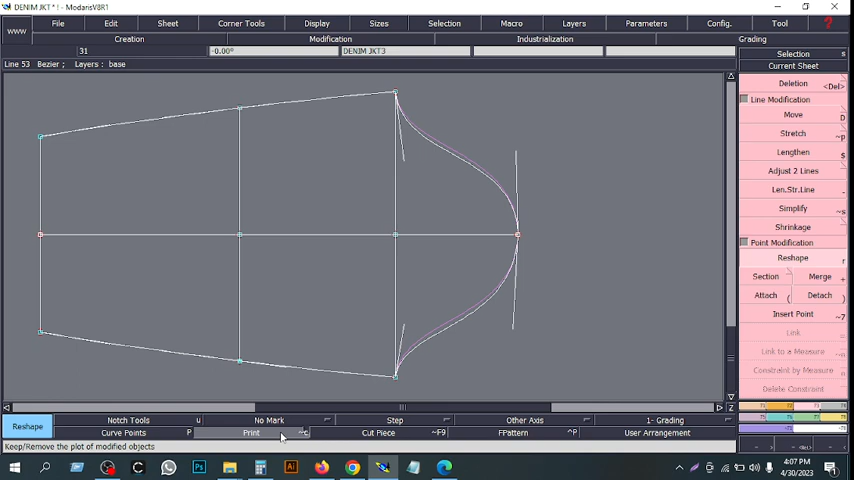 DENIM JKT * ! - ModarisV8R1
www File Edit Sheet Corner Tools Display Sizes Selection Macro Layers Parameters Config. Tool ?
Creation Modification Industrialization Grading
31 -0.00° DENIM JKT3
Line 53 Bezier ; Layers : base
Selection s
Current Sheet
Deletion <Del>
Line Modification
Move D
Stretch ~p
Lengthen S
Adjust 2 Lines
Len.Str.Line -
Simplify ~s
Shrinkage
Point Modification
Reshape r
Section Merge +
Attach ( Detach )
Insert Point ~7
Link
Link to a Measure
Constraint by Measure
Delete Constraint
Z
Reshape
Notch Tools u No Mark Step Other Axis 1- Grading
Curve Points P Print ~c Cut Piece ~F9 FPattern ^P User Arrangement
Keep/Remove the plot of modified objects
4:07 PM
4/30/2023